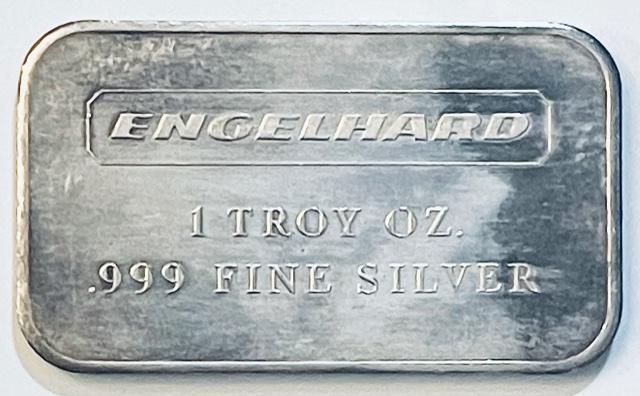 ENGELHARD
1 TROY OZ.
.999 FINE SILVER